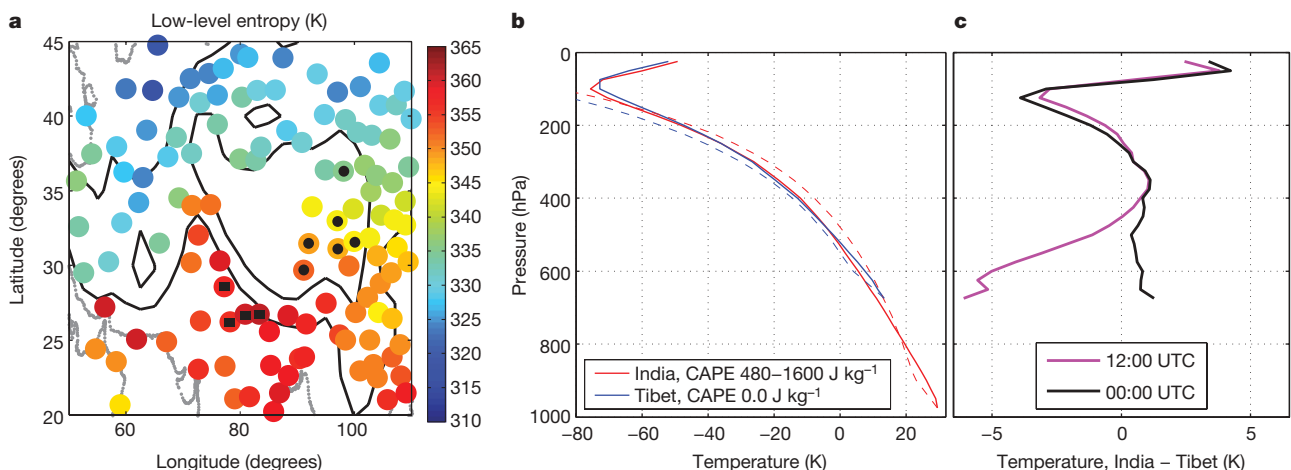 a
Low-level entropy (K)
45
40
35
30
25
20
Latitude (degrees)
60
80
100
Longitude (degrees)
365
360
355
350
345
340
335
330
325
320
315
310
b
0
200
400
600
800
1000
Pressure (hPa)
India, CAPE 480–1600 J kg⁻¹
Tibet, CAPE 0.0 J kg⁻¹
–80
–60
–40
–20
0
20
Temperature (K)
c
12:00 UTC
00:00 UTC
–5
0
5
Temperature, India – Tibet (K)